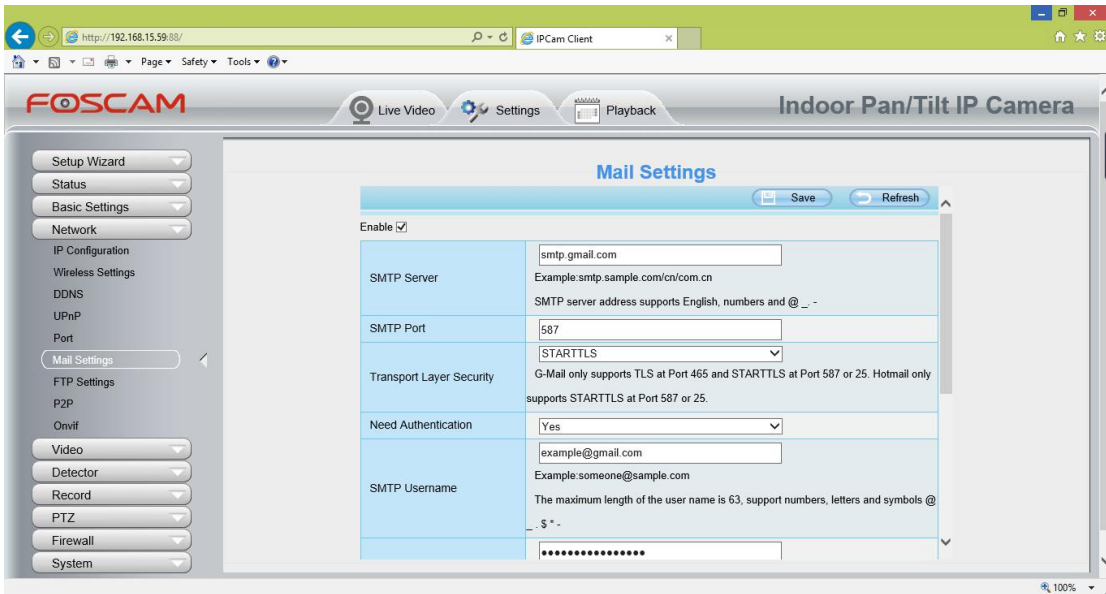 http://192.168.15.59:88/
IPCam Client
Page Safety Tools
FOSCAM
Live Video
Settings
Playback
Indoor Pan/Tilt IP Camera
Setup Wizard
Status
Basic Settings
Network
IP Configuration
Wireless Settings
DDNS
UPnP
Port
Mail Settings
FTP Settings
P2P
Onvif
Video
Detector
Record
PTZ
Firewall
System
Mail Settings
Save
Refresh
Enable
SMTP Server
smtp.gmail.com
Example:smtp.sample.com/cn/com.cn
SMTP server address supports English, numbers and @ _ . -
SMTP Port
587
Transport Layer Security
STARTTLS
G-Mail only supports TLS at Port 465 and STARTTLS at Port 587 or 25. Hotmail only
supports STARTTLS at Port 587 or 25.
Need Authentication
Yes
SMTP Username
example@gmail.com
Example:someone@sample.com
The maximum length of the user name is 63, support numbers, letters and symbols @
_ . $ * -
••••••••••••••••
100%